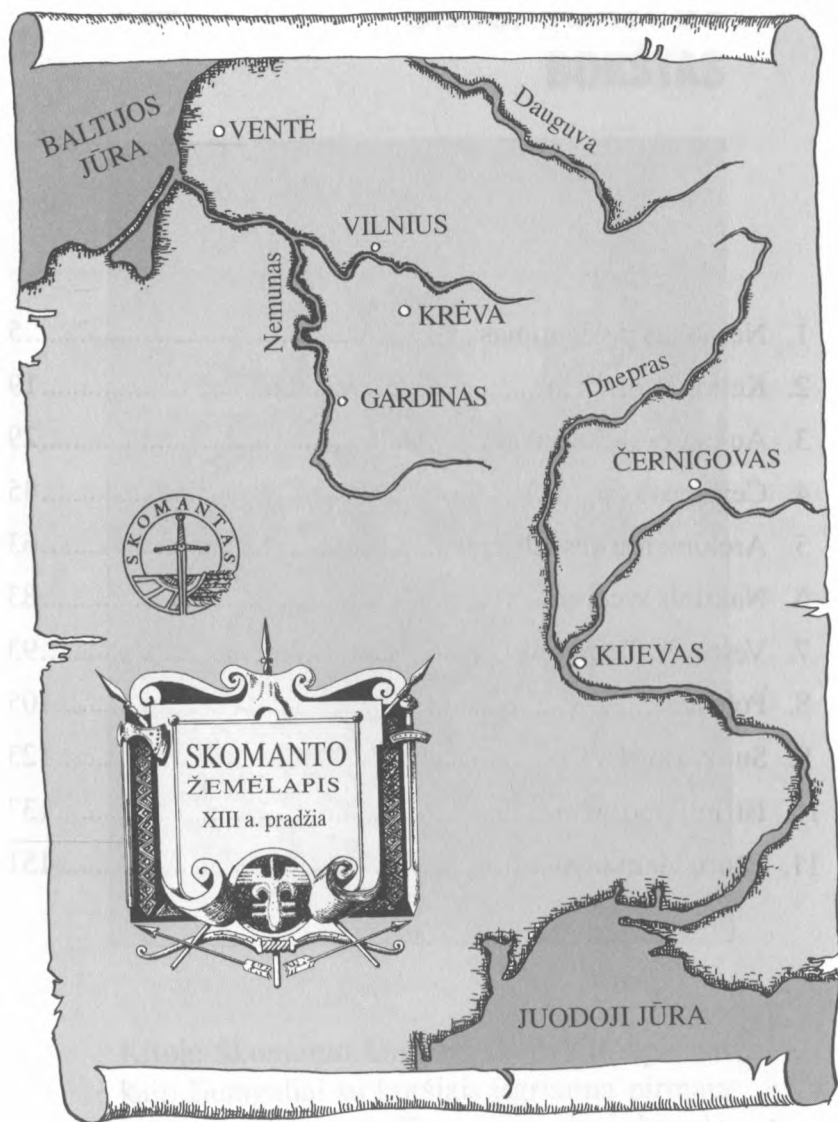 BALTIJOS
JŪRA
VENTĖ
Dauguva
VILNIUS
Nemunas
KRĖVA
GARDINAS
Dnepras
ČERNIGOVAS
SKOMANTAS
KIJEVAS
SKOMANTO
ŽEMĖLAPIS
XIII a. pradžia
JUODOJI JŪRA